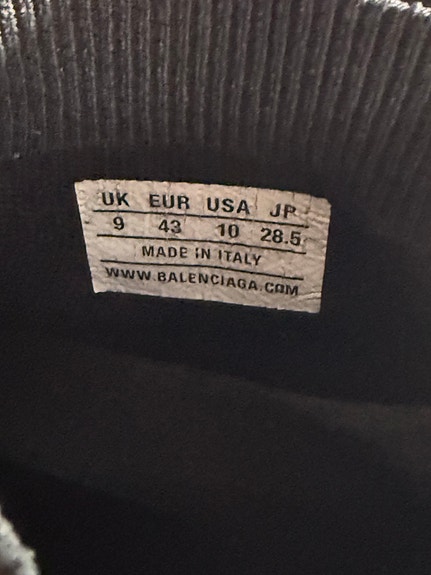 UK EUR USA JP
9 43 10 28.5
MADE IN ITALY
WWW.BALENCIAGA.COM